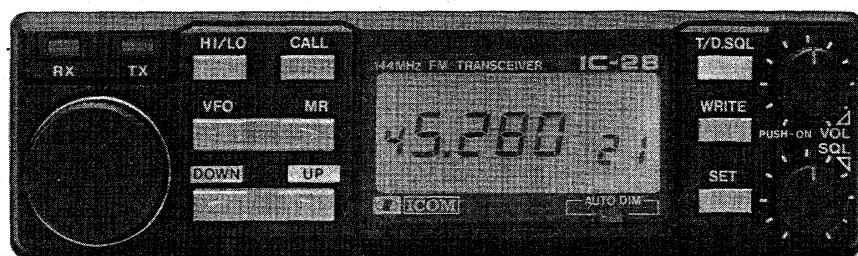 RX TX
HI/LO CALL
VFO MR
DOWN UP
144MHz FM TRANSCEIVER IC-28
45.280 21
ICOM
AUTO DIM
T/D.SQL
WRITE
PUSH-ON VOL
SQL
SET